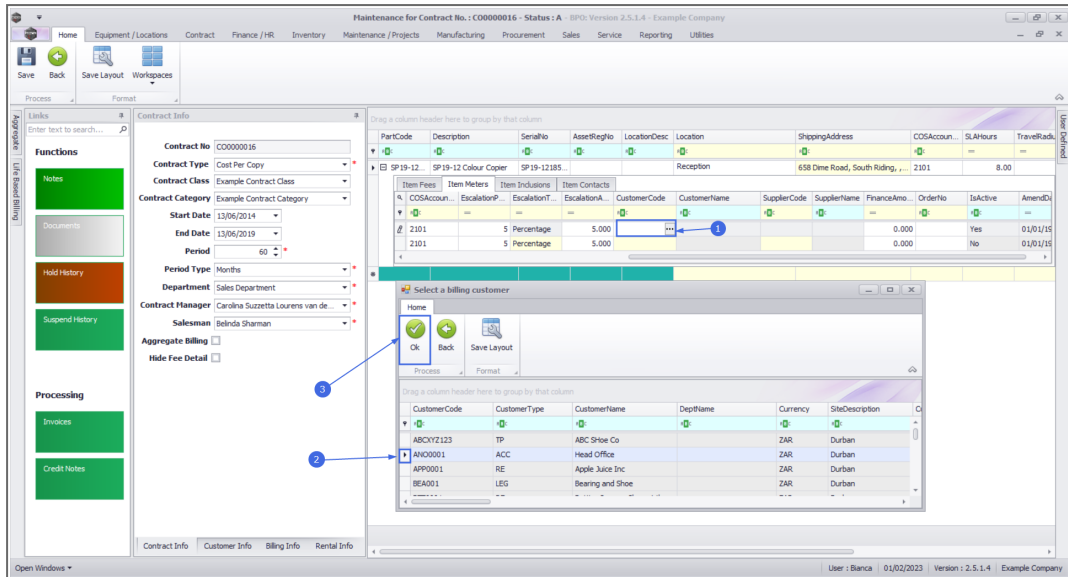 Maintenance for Contract No. : CO0000016 - Status : A - BPO: Version 2.5.1.4 - Example Company
Home Equipment / Locations Contract Finance / HR Inventory Maintenance / Projects Manufacturing Procurement Sales Service Reporting Utilities
Save Back Save Layout Workspaces
Process Format
Aggregate
Life Based Billing
Links
Enter text to search...
Functions
Notes
Documents
Hold History
Suspend History
Processing
Invoices
Credit Notes
Contract Info
Contract No CO0000016
Contract Type Cost Per Copy *
Contract Class Example Contract Class *
Contract Category Example Contract Category *
Start Date 13/06/2014
End Date 13/06/2019
Period 60 *
Period Type Months *
Department Sales Department *
Contract Manager Carolina Suzzetta Lourens van de... *
Salesman Belinda Sharman *
Aggregate Billing
Hide Fee Detail
Contract Info Customer Info Billing Info Rental Info
Drag a column header here to group by that column
PartCode Description SerialNo AssetRegNo LocationDesc Location ShippingAddress COSAccoun... SLAHours TravelRadiu
SP19-12... SP19-12 Colour Copier SP19-12185... Reception 658 Dime Road, South Riding, , ... 2101 8.00
Item Fees Item Meters Item Inclusions Item Contacts
COSAccoun... EscalationP... EscalationT... EscalationA... CustomerCode CustomerName SupplierCode SupplierName FinanceAmo... OrderNo IsActive AmendDa
2101 5 Percentage 5.000 ... 0.000 Yes 01/01/19
2101 5 Percentage 5.000 0.000 No 01/01/19
1
Select a billing customer
Home
Ok Back Save Layout
Process Format
3
Drag a column header here to group by that column
CustomerCode CustomerType CustomerName DeptName Currency SiteDescription
ABCXYZ123 TP ABC SHoe Co ZAR Durban
2
ANO0001 ACC Head Office ZAR Durban
APP0001 RE Apple Juice Inc ZAR Durban
BEA001 LEG Bearing and Shoe ZAR Durban
User Defined
Open Windows
User : Bianca 01/02/2023 Version : 2.5.1.4 Example Company